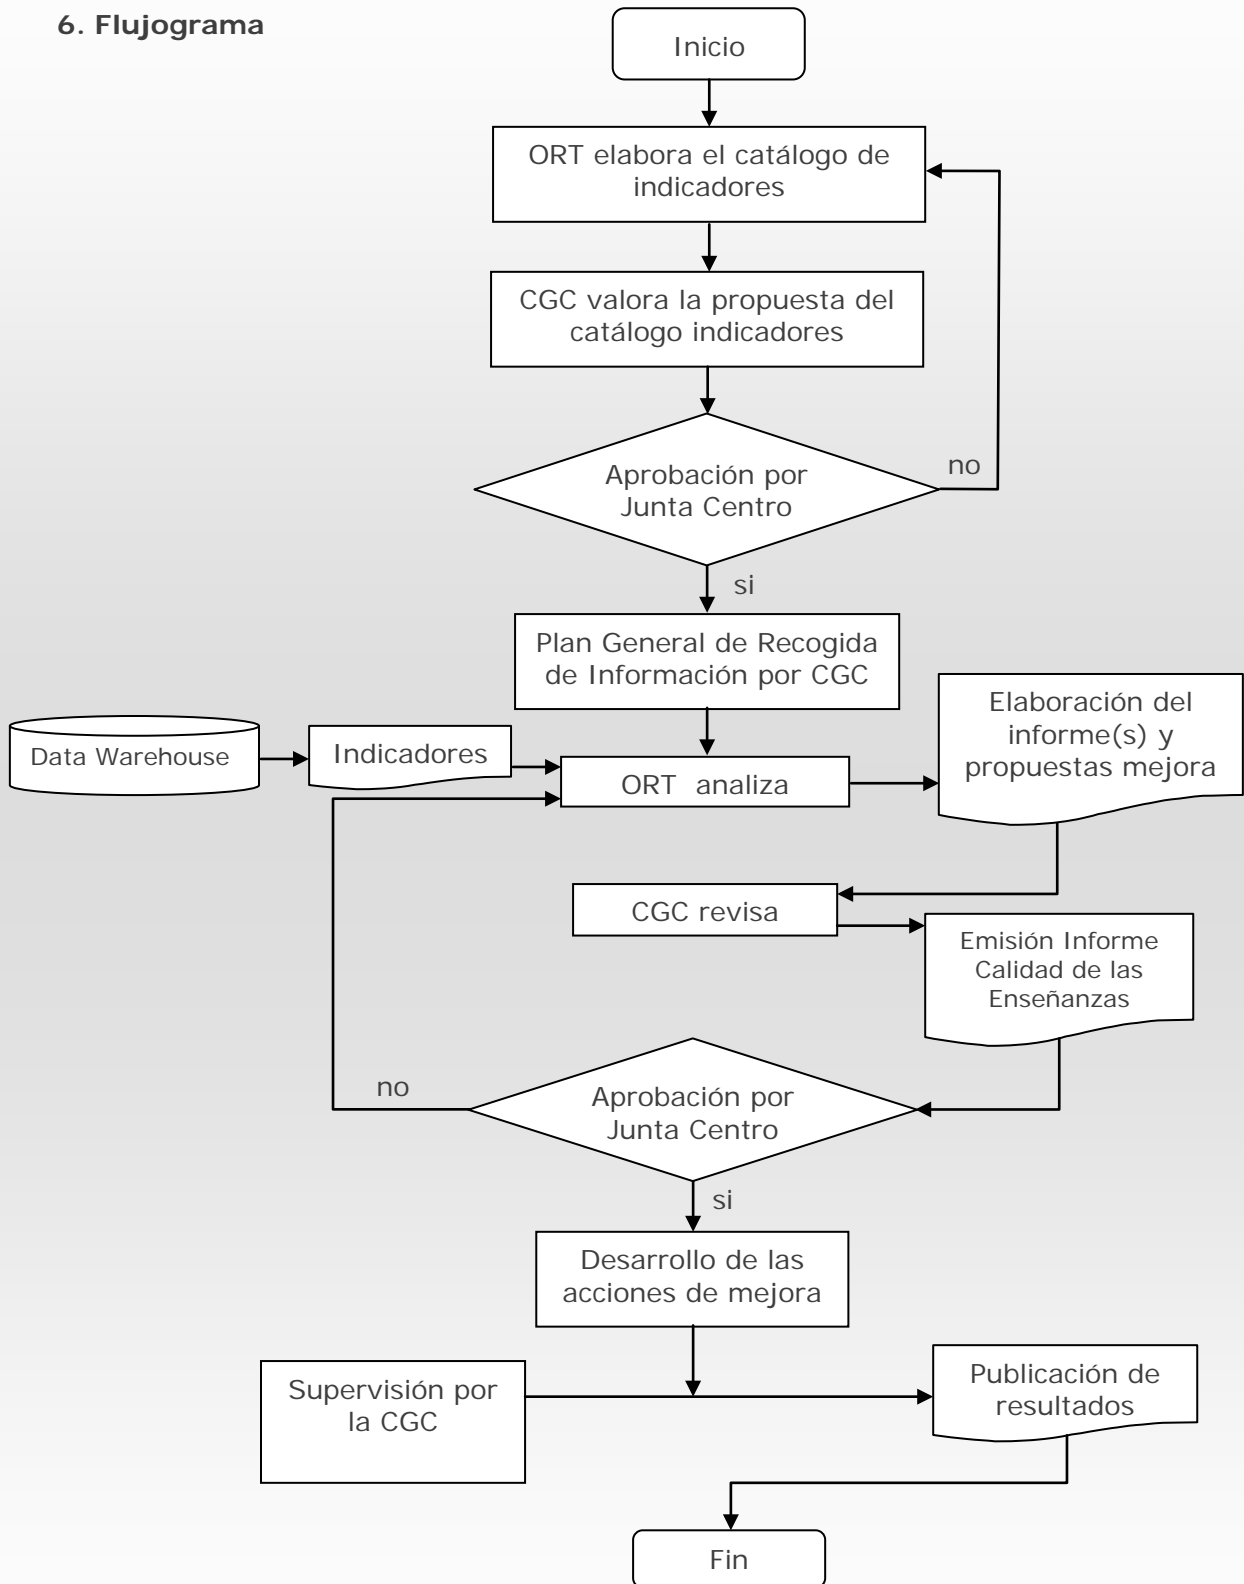 6. Flujograma
Inicio
ORT elabora el catálogo de
indicadores
CGC valora la propuesta del
catálogo indicadores
Aprobación por
Junta Centro
no
si
Plan General de Recogida
de Información por CGC
Data Warehouse
Indicadores
ORT analiza
Elaboración del
informe(s) y
propuestas mejora
CGC revisa
Emisión Informe
Calidad de las
Enseñanzas
Aprobación por
Junta Centro
no
si
Desarrollo de las
acciones de mejora
Supervisión por
la CGC
Publicación de
resultados
Fin